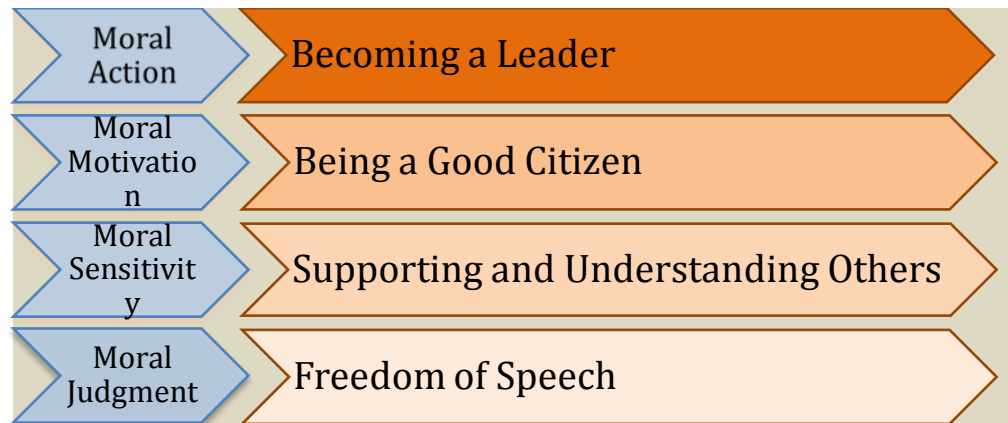 Moral
Action
Becoming a Leader
Moral
Motivatio
n
Being a Good Citizen
Moral
Sensitivit
y
Supporting and Understanding Others
Moral
Judgment
Freedom of Speech